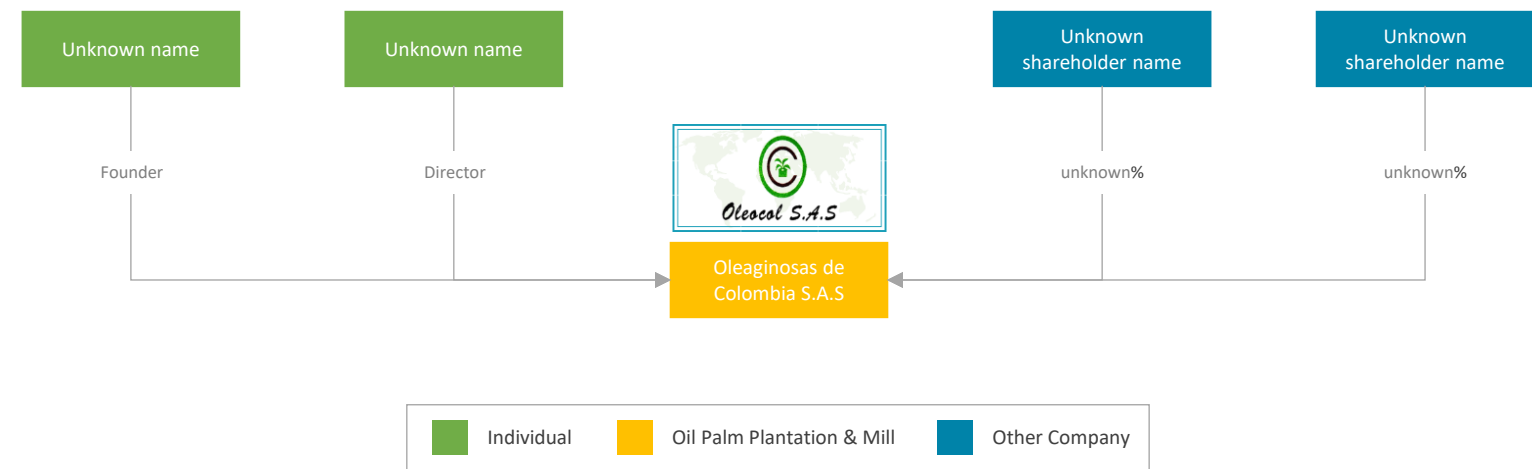 Unknown name
Unknown name
Unknown
shareholder name
Unknown
shareholder name
Founder
Director
unknown%
unknown%
Oleocol S.A.S
Oleaginosas de
Colombia S.A.S
Individual
Oil Palm Plantation & Mill
Other Company